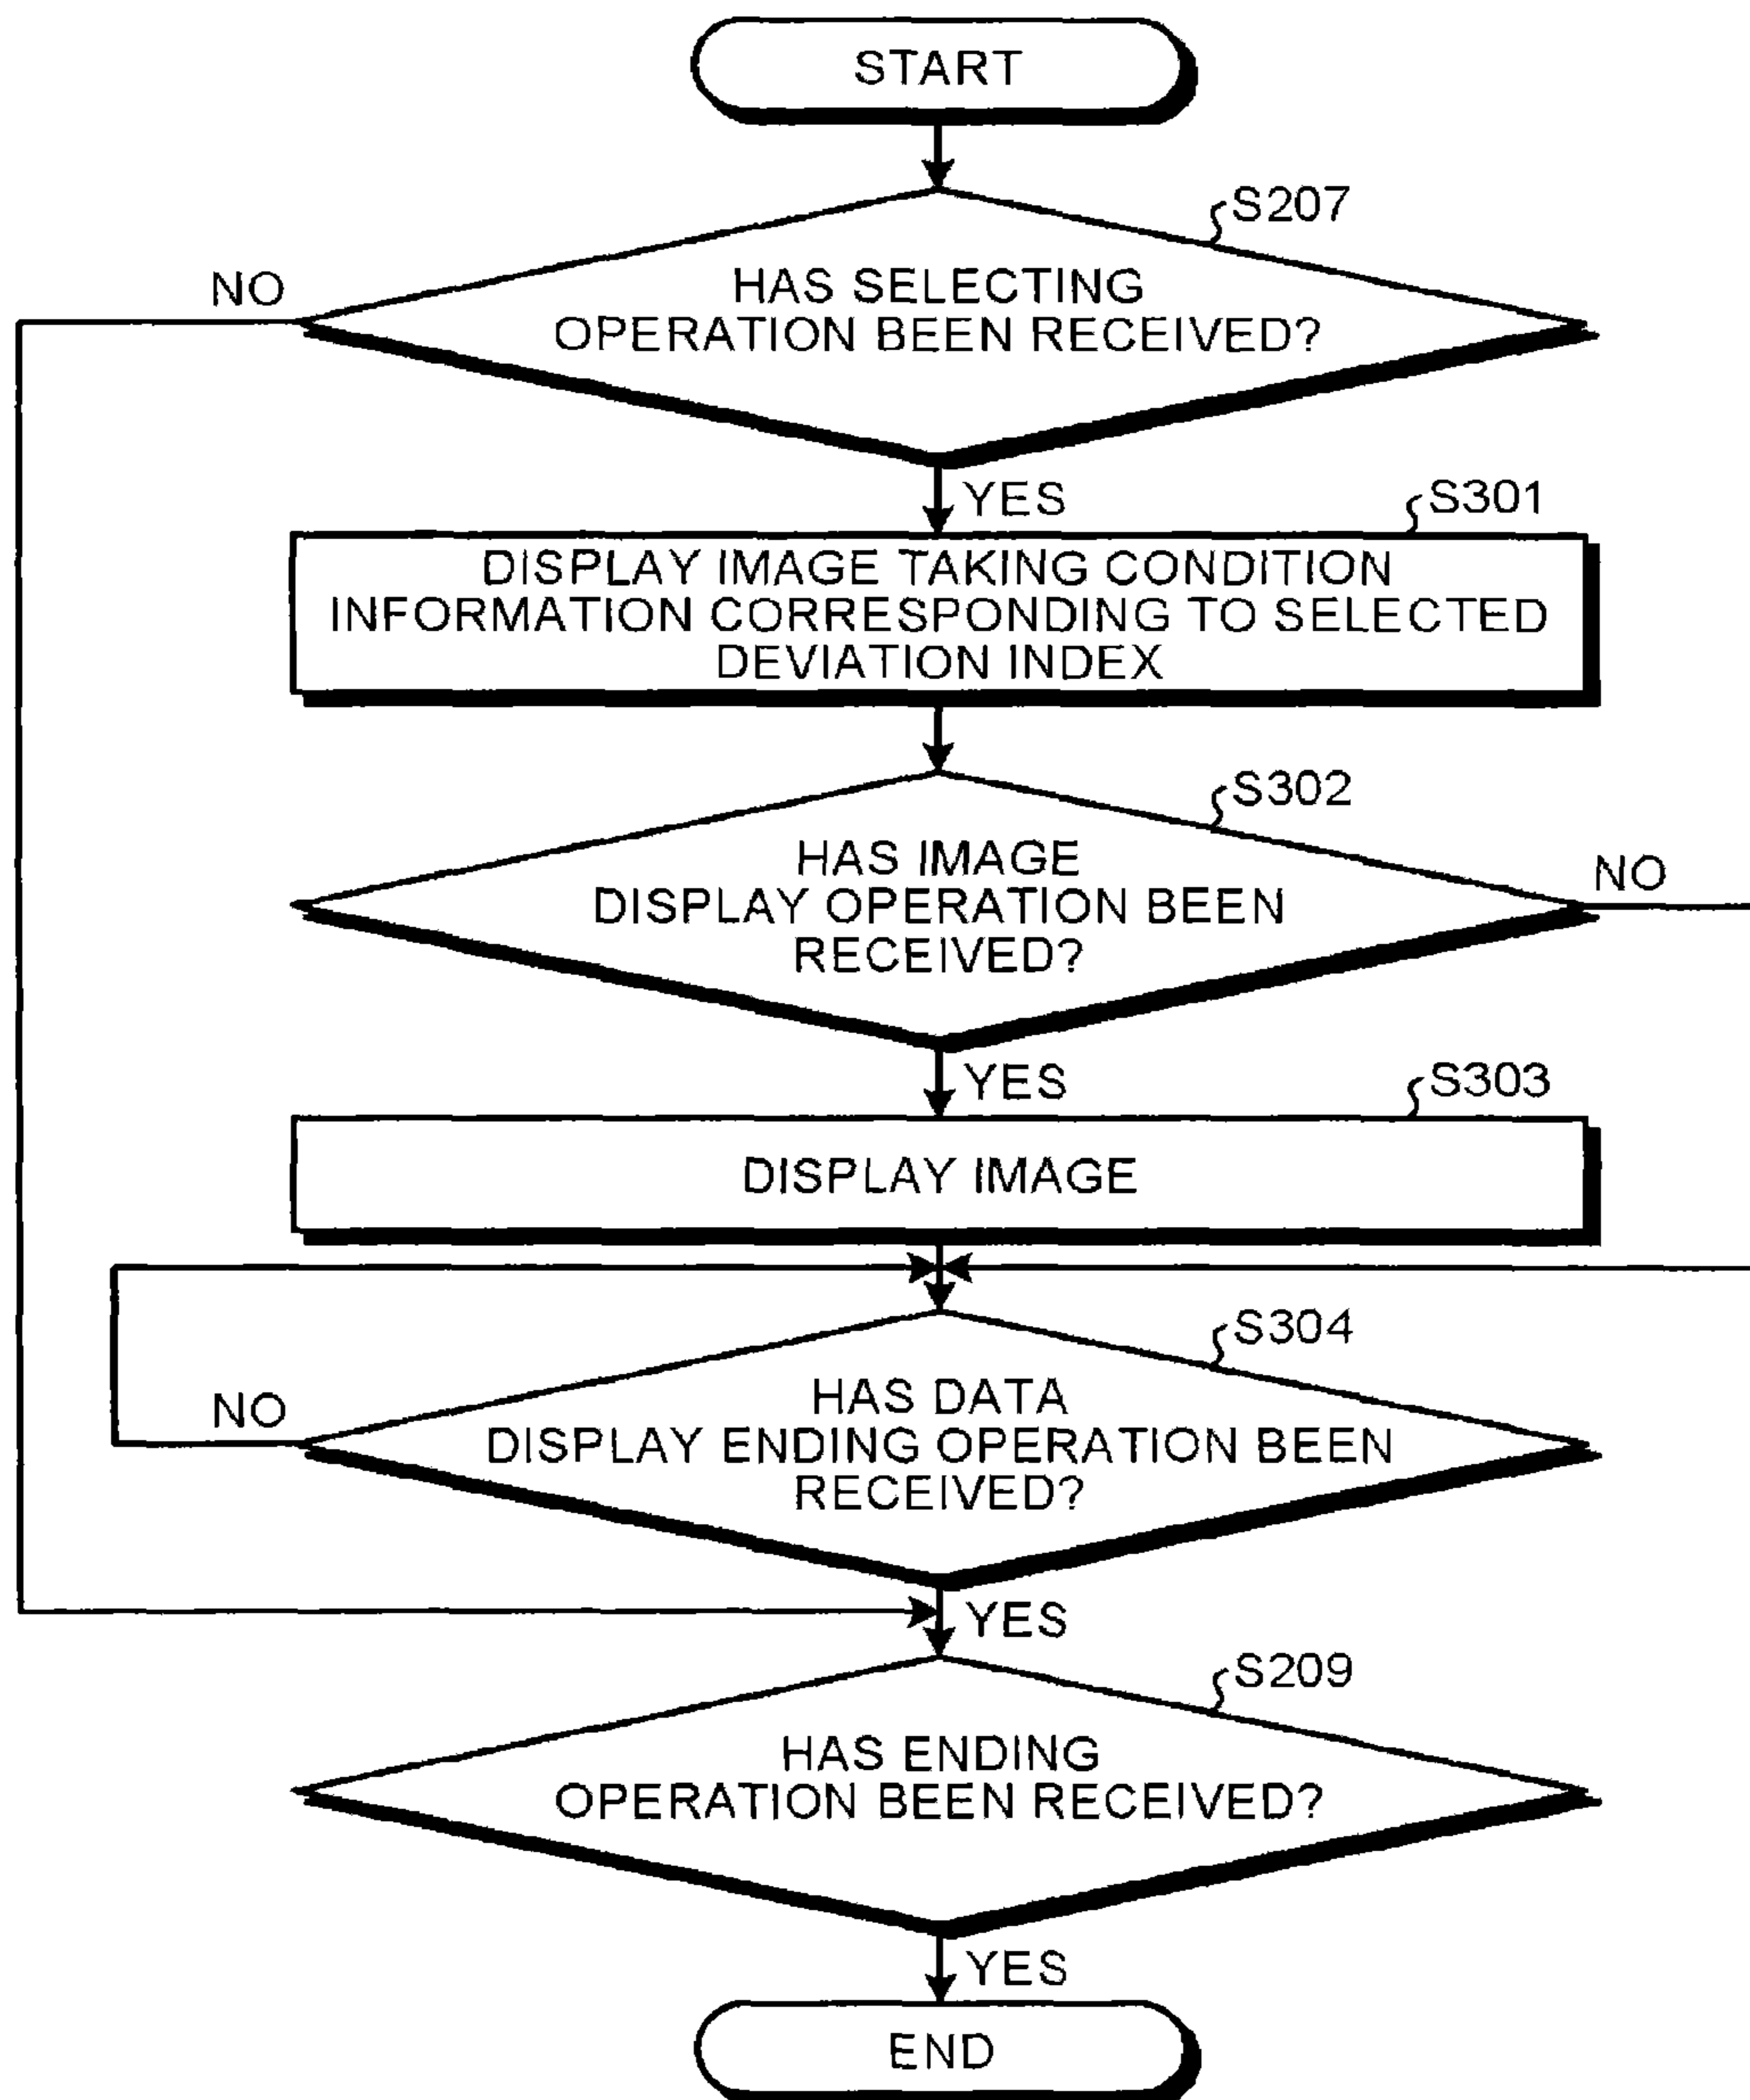 START
S207
NO
HAS SELECTING
OPERATION BEEN RECEIVED?
YES
S301
DISPLAY IMAGE TAKING CONDITION
INFORMATION CORRESPONDING TO SELECTED
DEVIATION INDEX
S302
HAS IMAGE
DISPLAY OPERATION BEEN
RECEIVED?
NO
YES
S303
DISPLAY IMAGE
S304
HAS DATA
DISPLAY ENDING OPERATION BEEN
RECEIVED?
NO
YES
S209
HAS ENDING
OPERATION BEEN RECEIVED?
YES
END